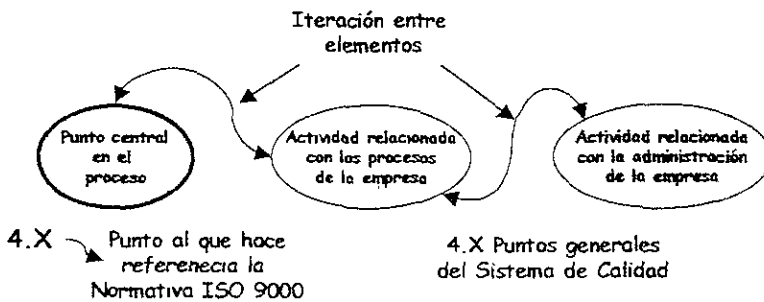 Iteración entre
elementos
Punto central
en el
proceso
Actividad relacionada
con los procesos
de la empresa
Actividad relacionada
con la administración
de la empresa
4.X
Punto al que hace
referenecia la
Normativa ISO 9000
4.X Puntos generales
del Sistema de Calidad